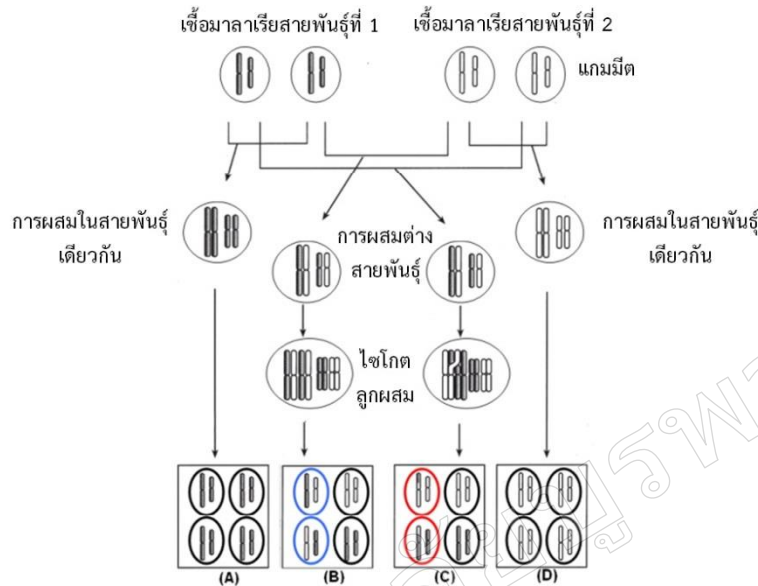 เชื้อมาลาเรียสายพันธุ์ที่ 1
เชื้อมาลาเรียสายพันธุ์ที่ 2
แกมมีต
การผสมในสายพันธุ์
เดียวกัน
การผสมต่าง
สายพันธุ์
การผสมในสายพันธุ์
เดียวกัน
ไซโกต
ลูกผสม
(A)
(B)
(C)
(D)